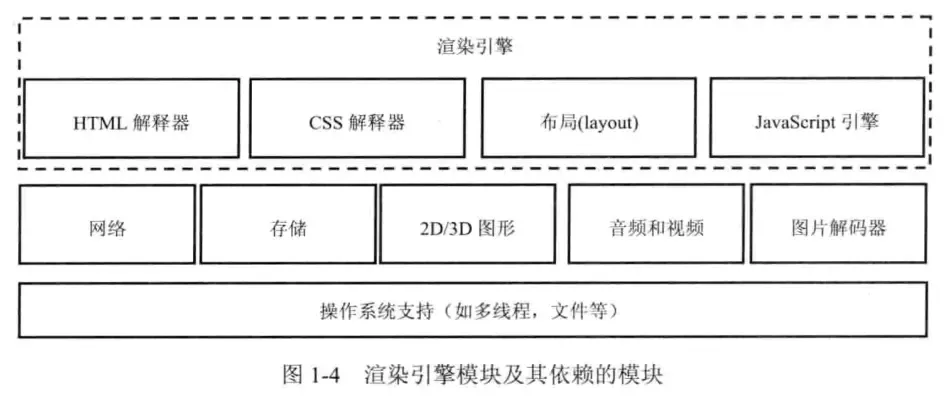 渲染引擎
HTML 解释器
CSS 解释器
布局(layout)
JavaScript 引擎
网络
存储
2D/3D 图形
音频和视频
图片解码器
操作系统支持（如多线程，文件等）
图 1-4 渲染引擎模块及其依赖的模块